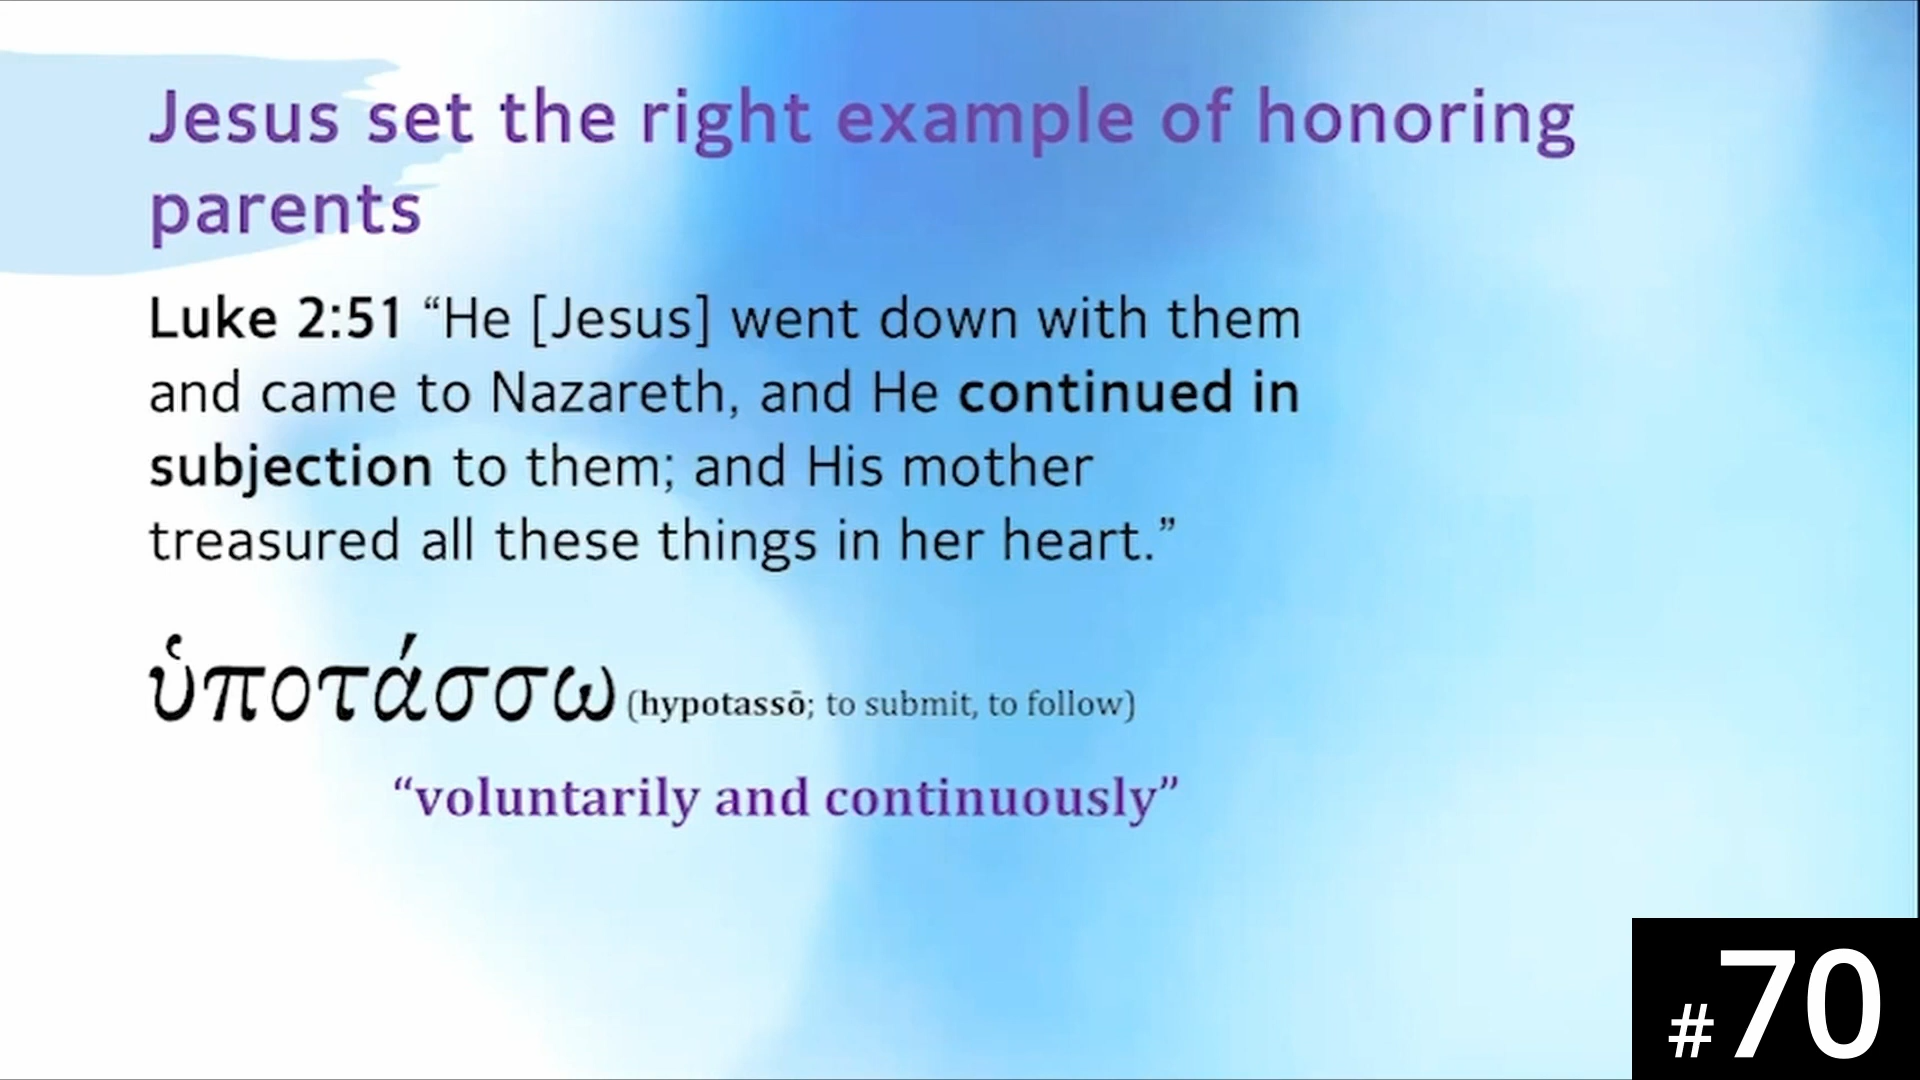 Jesus set the right example of honoring
parents
Luke 2:51 “He [Jesus] went down with them
and came to Nazareth, and He continued in
subjection to them; and His mother
treasured all these things in her heart.”
ὑποτάσσω (hypotassō; to submit, to follow)
“voluntarily and continuously”
#70